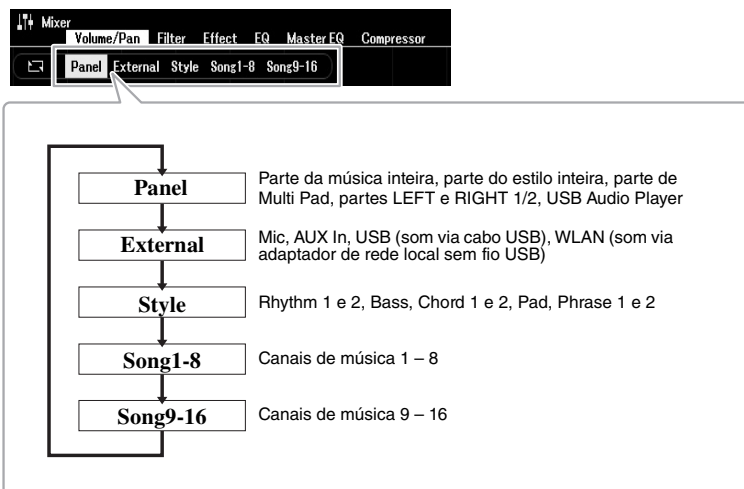 Mixer
Volume/Pan Filter Effect EQ Master EQ Compressor
Panel External Style Song1-8 Song9-16
Panel
Parte da música inteira, parte do estilo inteira, parte de
Multi Pad, partes LEFT e RIGHT 1/2, USB Audio Player
External
Mic, AUX In, USB (som via cabo USB), WLAN (som via
adaptador de rede local sem fio USB)
Style
Rhythm 1 e 2, Bass, Chord 1 e 2, Pad, Phrase 1 e 2
Song1-8
Canais de música 1 – 8
Song9-16
Canais de música 9 – 16